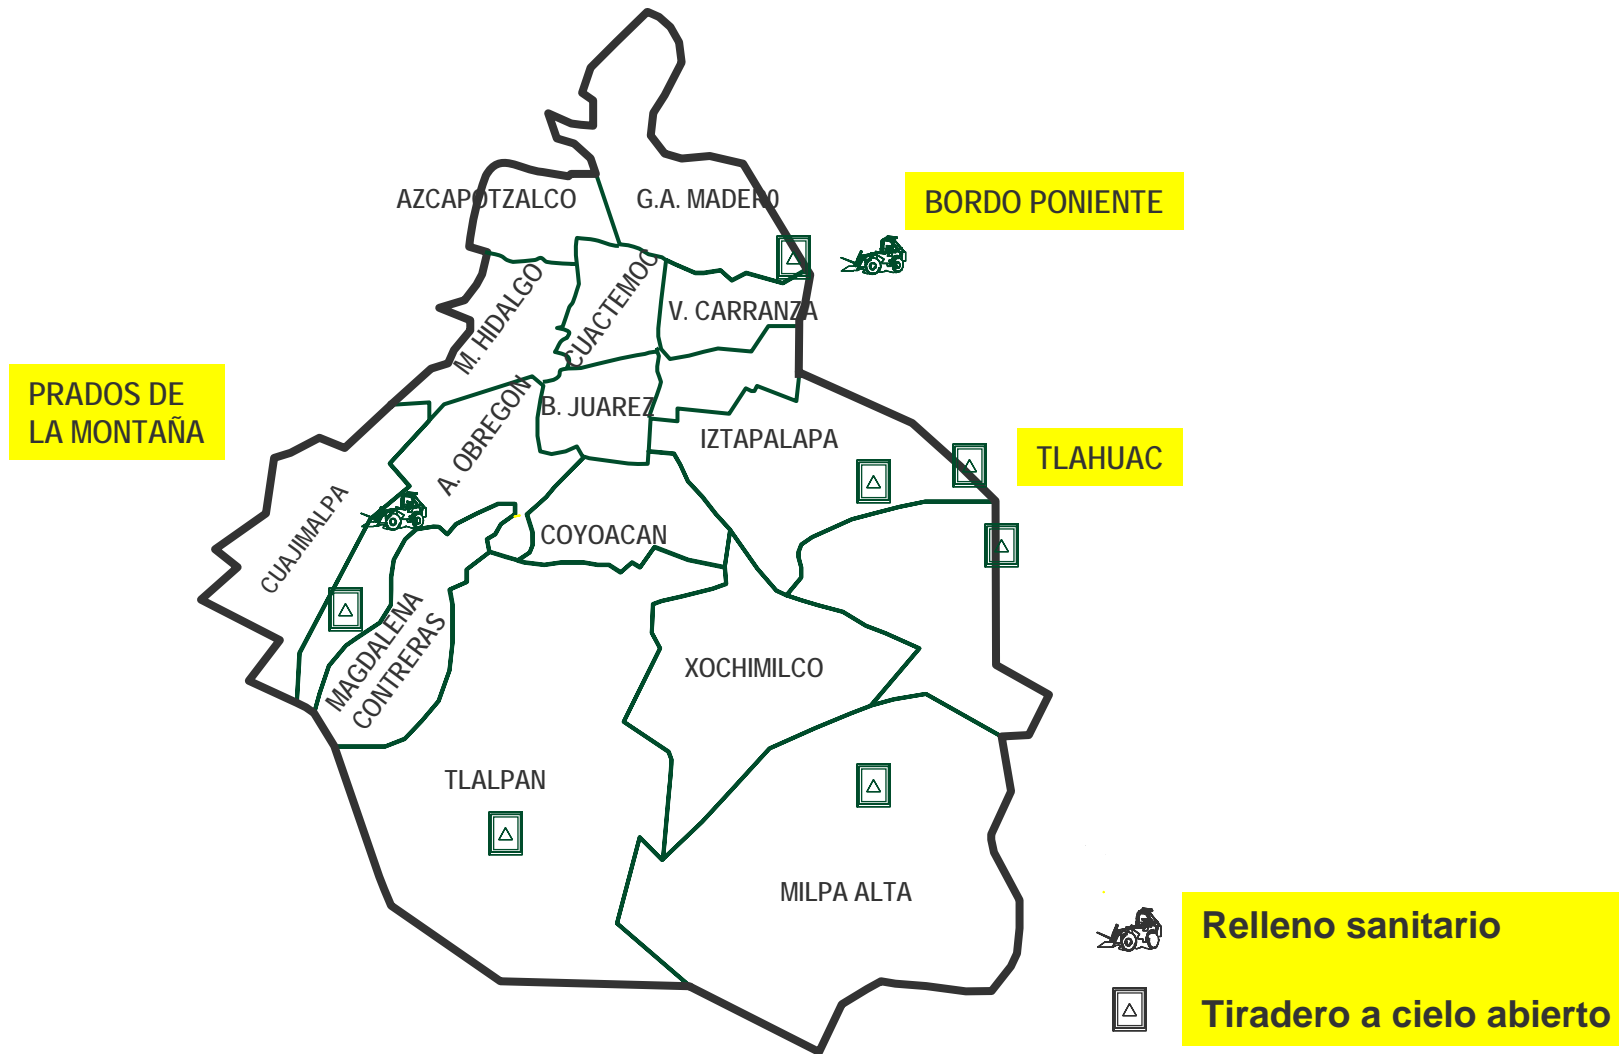 AZCAPOTZALCO
G.A. MADER0
BORDO PONIENTE
M. HIDALGO
CUACTEMOC
V. CARRANZA
PRADOS DE
LA MONTAÑA
A. OBREGON
B. JUAREZ
IZTAPALAPA
TLAHUAC
CUAJIMALPA
COYOACAN
MAGDALENA
CONTRERAS
XOCHIMILCO
TLALPAN
MILPA ALTA
Relleno sanitario
Tiradero a cielo abierto